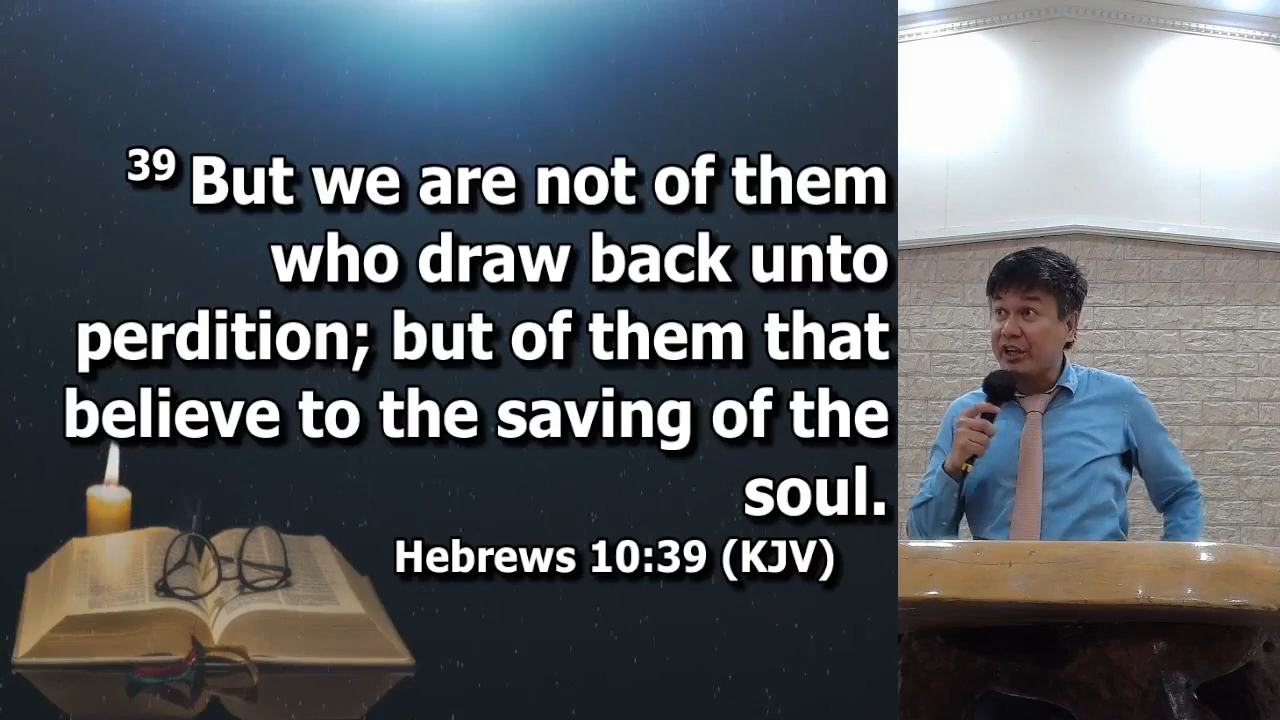 39 But we are not of them
who draw back unto
perdition; but of them that
believe to the saving of the
soul.
Hebrews 10:39 (KJV)